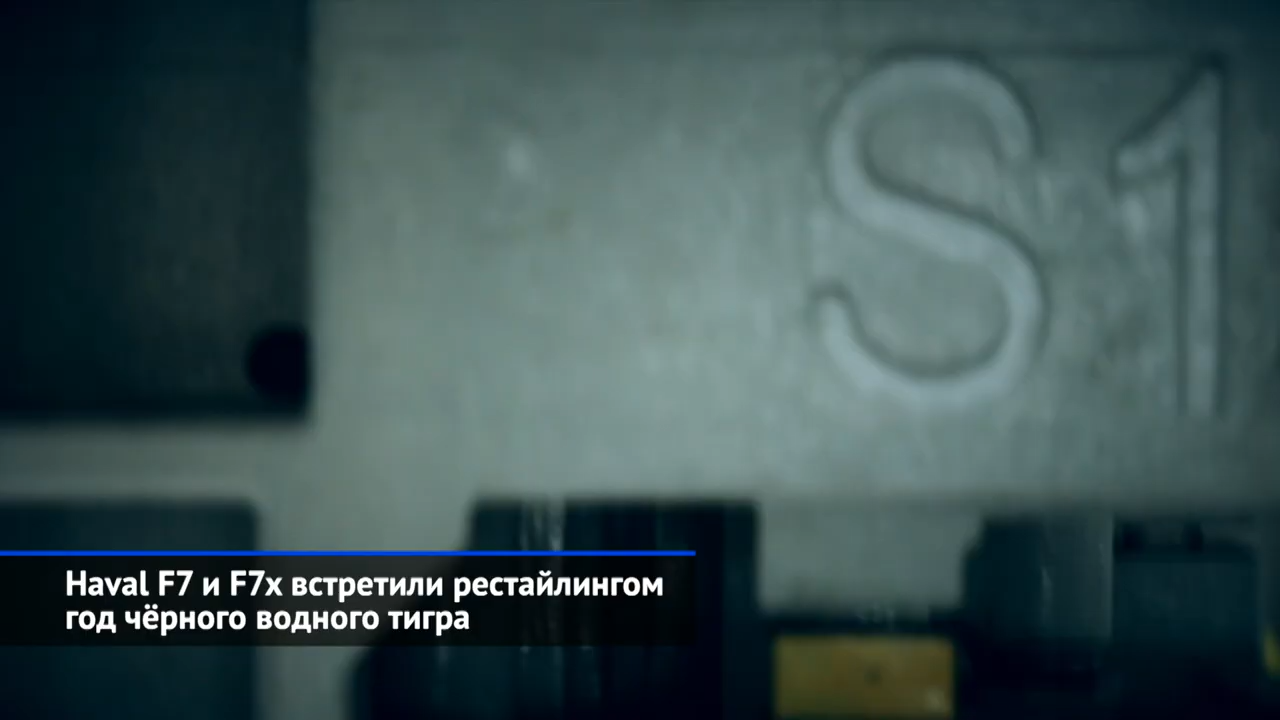 S1
Haval F7 и F7x встретили рестайлингом
год чёрного водного тигра